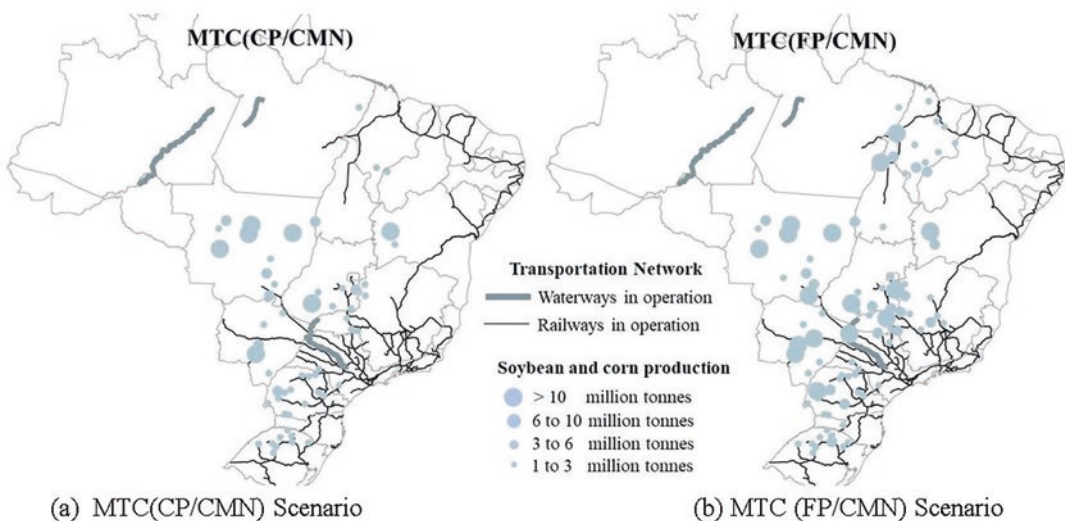 MTC(CP/CMN)
MTC(FP/CMN)
Transportation Network
Waterways in operation
Railways in operation
Soybean and corn production
> 10 million tonnes
6 to 10 million tonnes
3 to 6 million tonnes
1 to 3 million tonnes
(a) MTC(CP/CMN) Scenario
(b) MTC (FP/CMN) Scenario